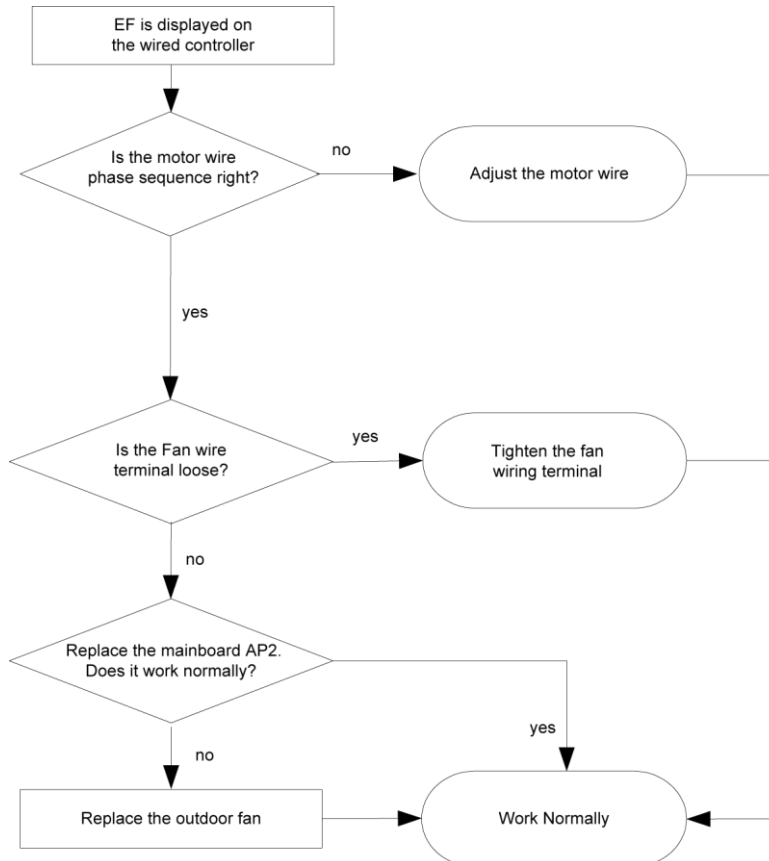 EF is displayed on
the wired controller
Is the motor wire
phase sequence right?
no
Adjust the motor wire
yes
Is the Fan wire
terminal loose?
yes
Tighten the fan
wiring terminal
no
Replace the mainboard AP2.
Does it work normally?
yes
no
Replace the outdoor fan
Work Normally